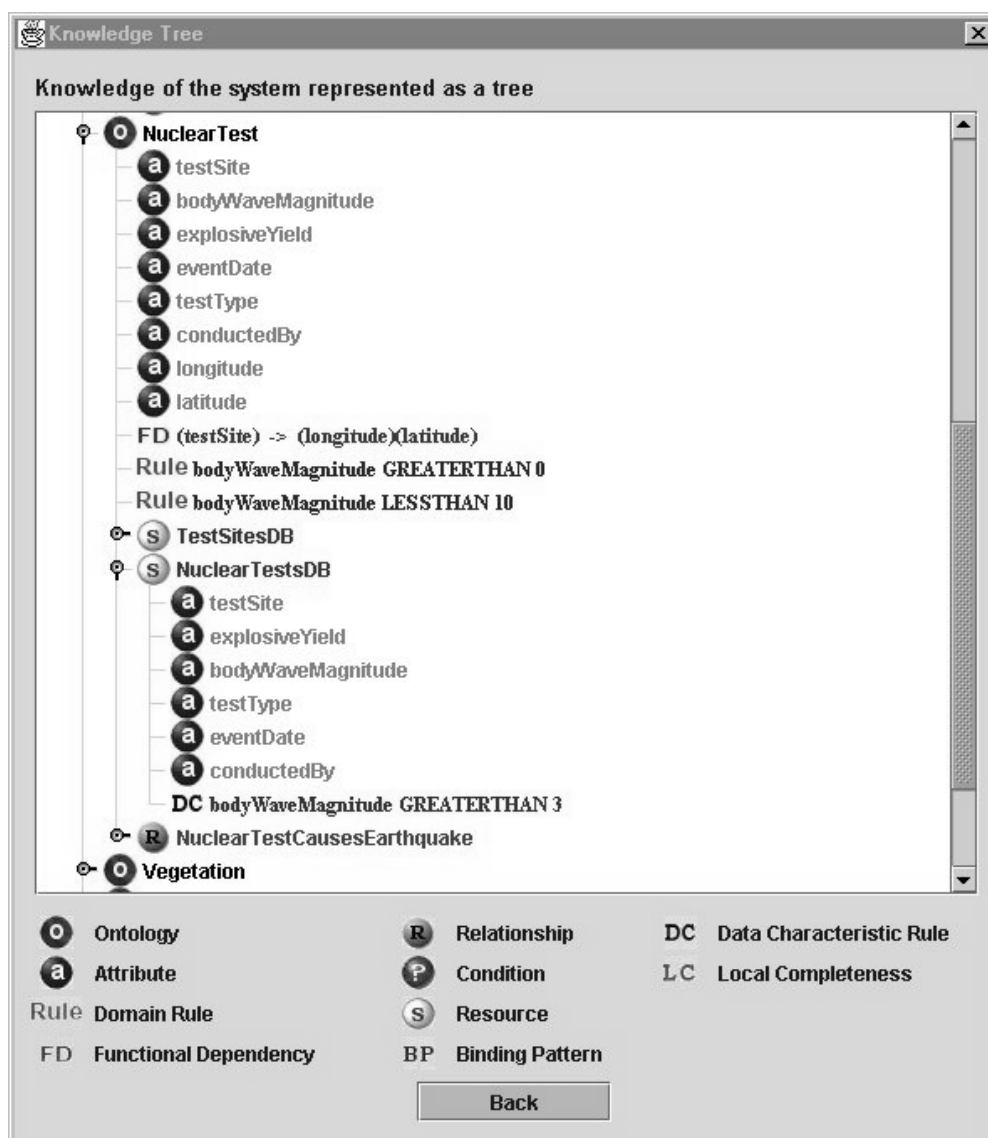 Knowledge Tree
Knowledge of the system represented as a tree
O NuclearTest
a testSite
a bodyWaveMagnitude
a explosiveYield
a eventDate
a testType
a conductedBy
a longitude
a latitude
FD (testSite) -> (longitude)(latitude)
Rule bodyWaveMagnitude GREATERTHAN 0
Rule bodyWaveMagnitude LESSTHAN 10
S TestSitesDB
S NuclearTestsDB
a testSite
a explosiveYield
a bodyWaveMagnitude
a testType
a eventDate
a conductedBy
DC bodyWaveMagnitude GREATERTHAN 3
R NuclearTestCausesEarthquake
O Vegetation
O Ontology
a Attribute
Rule Domain Rule
FD Functional Dependency
R Relationship
? Condition
S Resource
BP Binding Pattern
DC Data Characteristic Rule
LC Local Completeness
Back